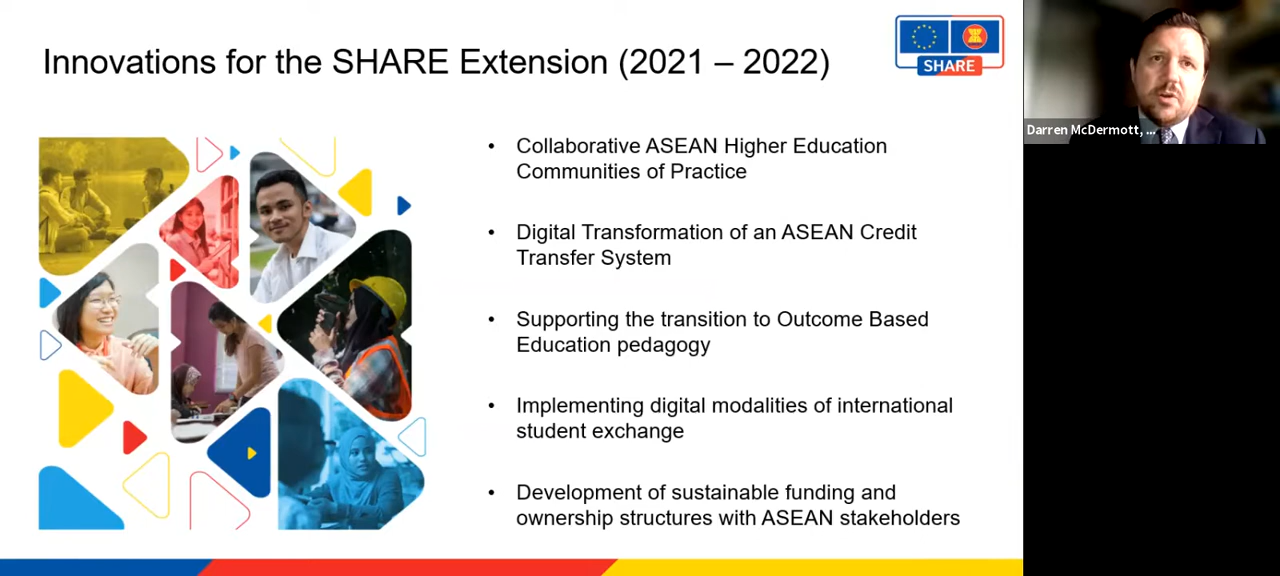 Innovations for the SHARE Extension (2021 – 2022)
SHARE
Darren McDermott, ...
• Collaborative ASEAN Higher Education
Communities of Practice
• Digital Transformation of an ASEAN Credit
Transfer System
• Supporting the transition to Outcome Based
Education pedagogy
• Implementing digital modalities of international
student exchange
• Development of sustainable funding and
ownership structures with ASEAN stakeholders